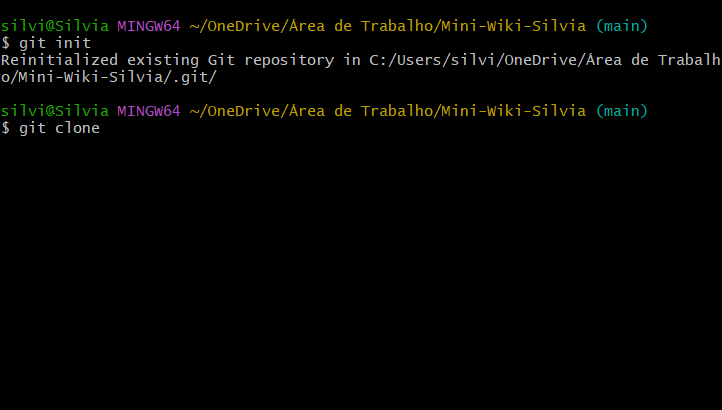 silvi@Silvia MINGW64 ~/OneDrive/Área de Trabalho/Mini-Wiki-Silvia (main)
$ git init
Reinitialized existing Git repository in C:/Users/silvi/OneDrive/Área de Trabalh
o/Mini-Wiki-Silvia/.git/
silvi@Silvia MINGW64 ~/OneDrive/Área de Trabalho/Mini-Wiki-Silvia (main)
$ git clone